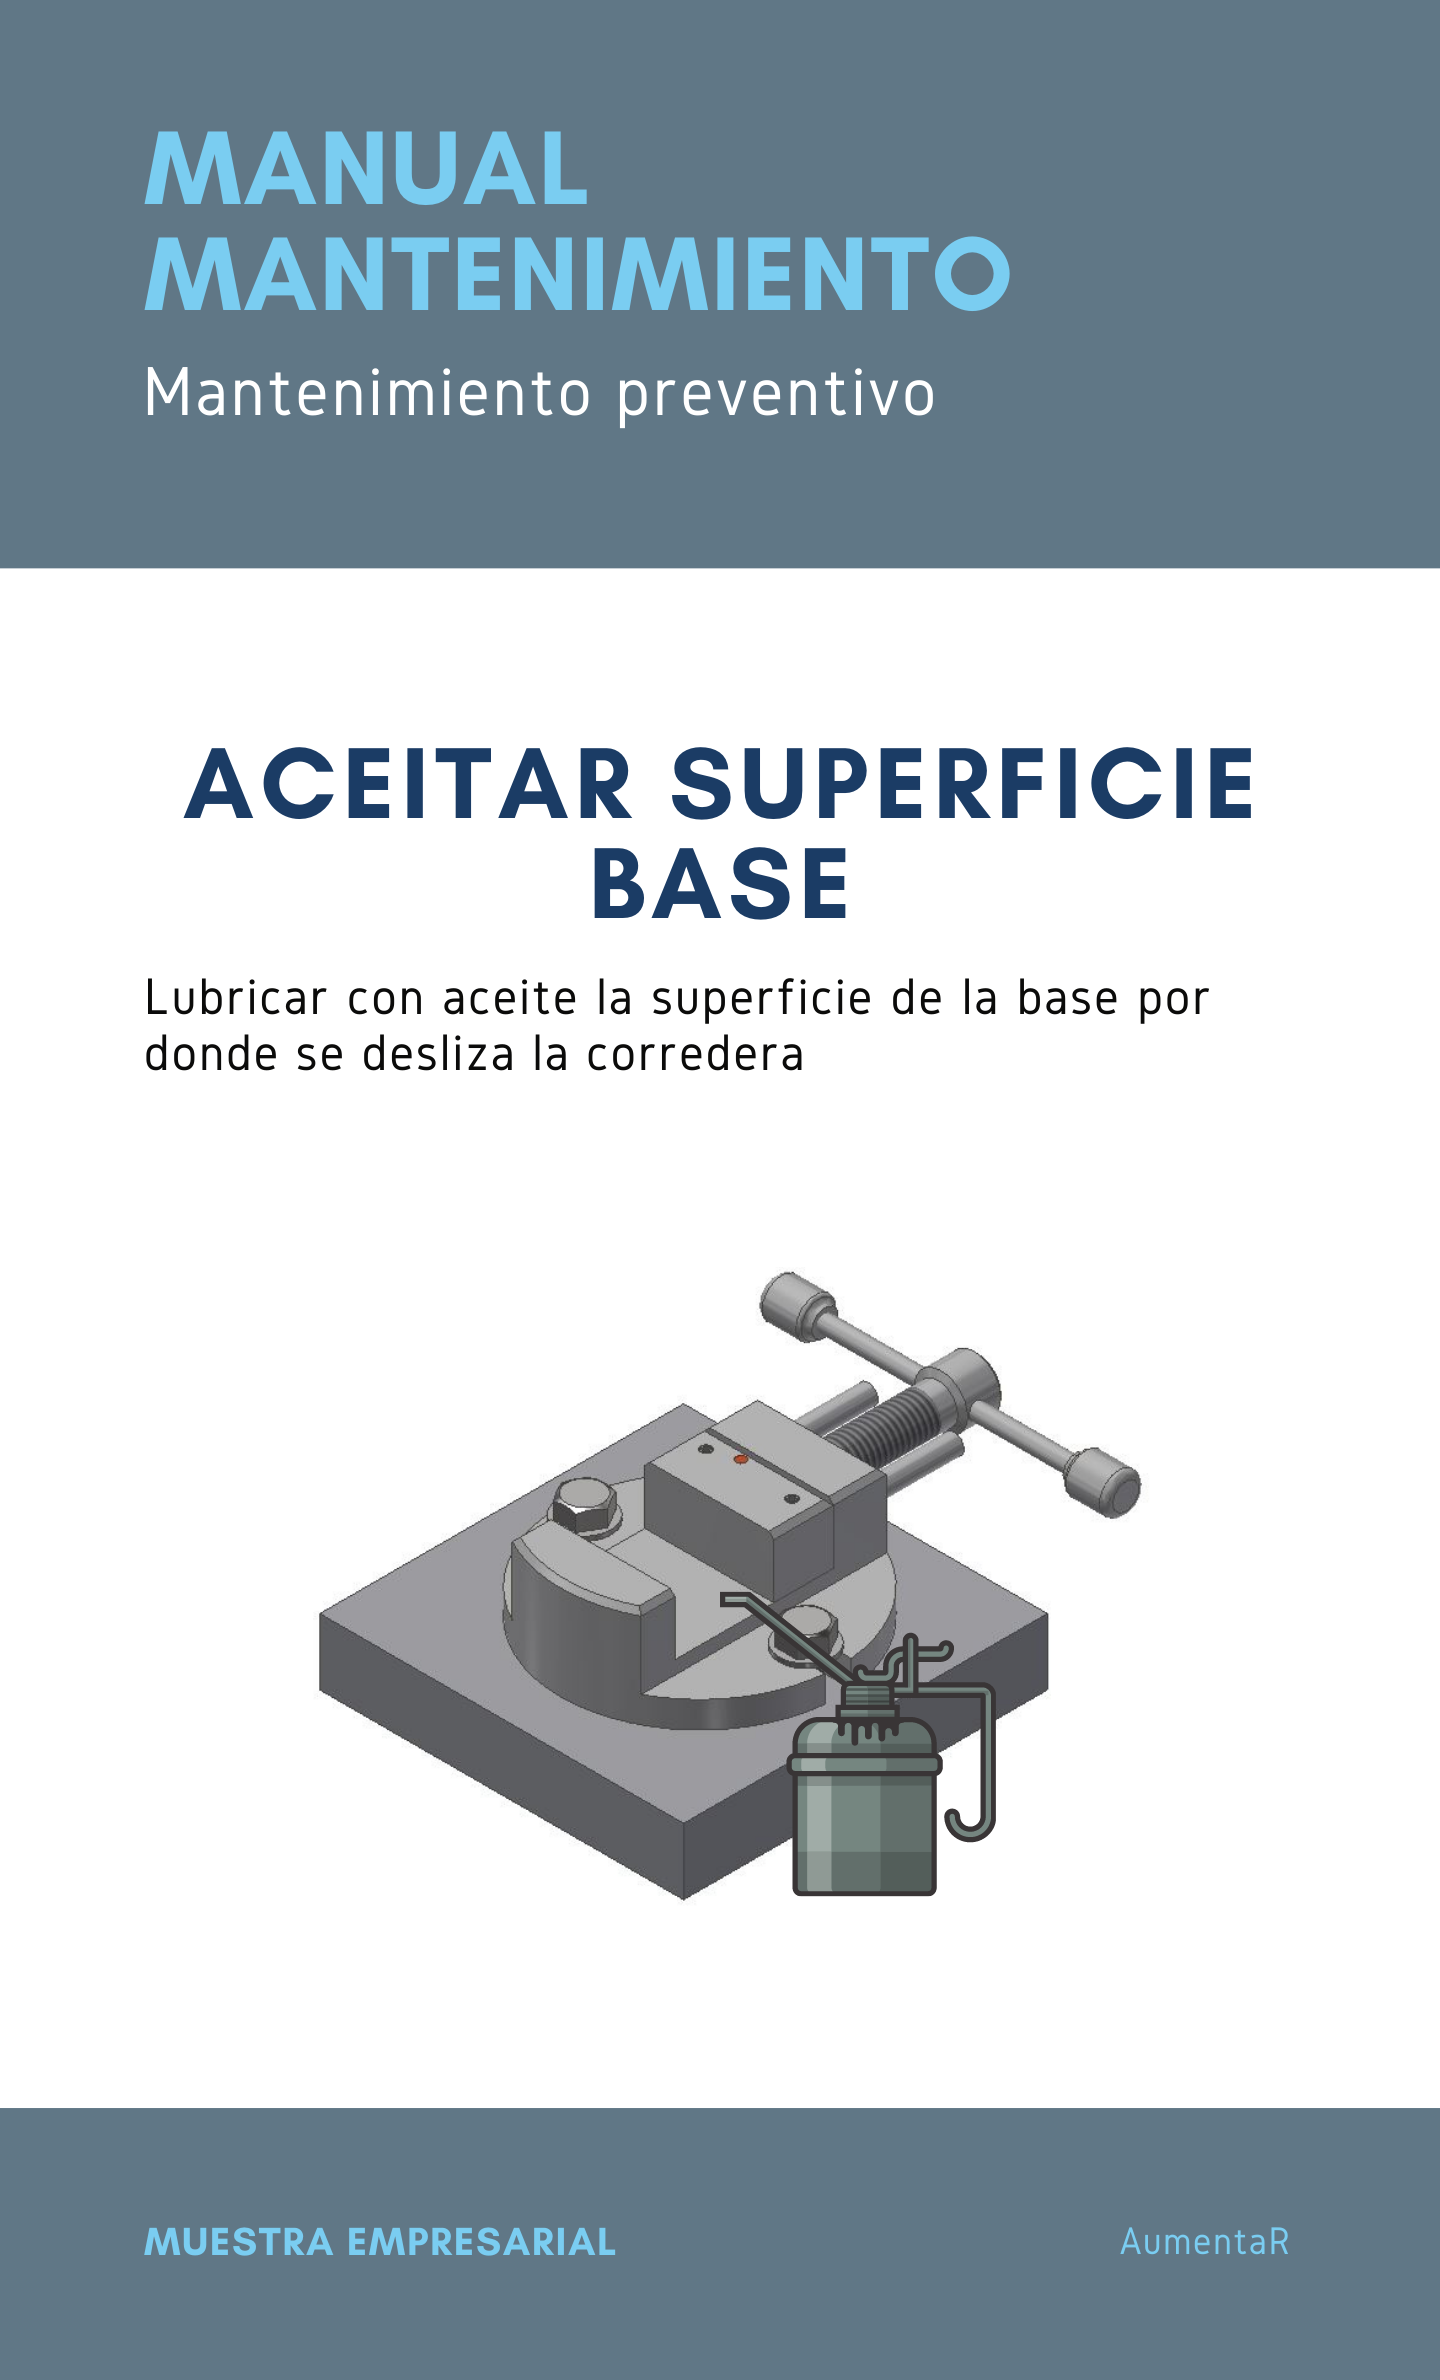 MANUAL
MANTENIMIENTO
Mantenimiento preventivo
ACEITAR SUPERFICIE
BASE
Lubricar con aceite la superficie de la base por
donde se desliza la corredera
MUESTRA EMPRESARIAL
AumentaR